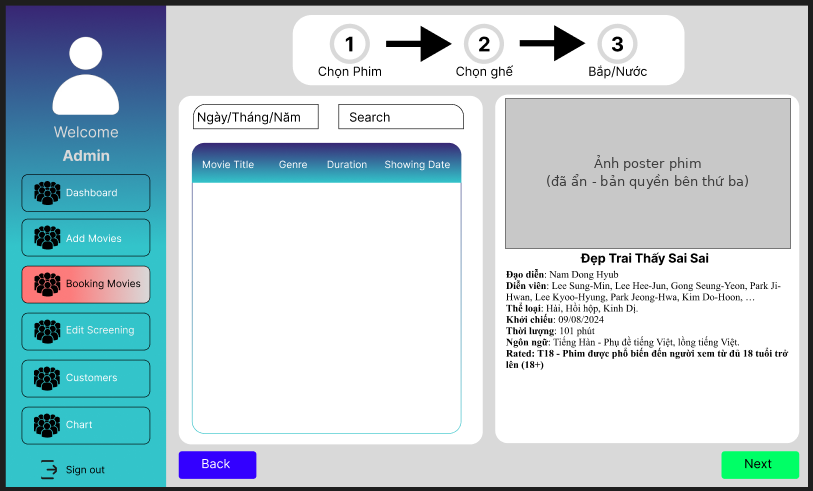 1
2
3
Chọn Phim
Chọn ghế
Bắp/Nước
Welcome
Admin
Dashboard
Add Movies
Booking Movies
Edit Screening
Customers
Chart
Sign out
Ngày/Tháng/Năm
Search
Movie Title
Genre
Duration
Showing Date
Ảnh poster phim
(đã ẩn - bản quyền bên thứ ba)
Đẹp Trai Thấy Sai Sai
Đạo diễn: Nam Dong Hyub
Diễn viên: Lee Sung-Min, Lee Hee-Jun, Gong Seung-Yeon, Park Ji-
Hwan, Lee Kyoo-Hyung, Park Jeong-Hwa, Kim Do-Hoon, …
Thể loại: Hài, Hồi hộp, Kinh Dị.
Khởi chiếu: 09/08/2024
Thời lượng: 101 phút
Ngôn ngữ: Tiếng Hàn - Phụ đề tiếng Việt, lồng tiếng Việt.
Rated: T18 - Phim được phổ biến đến người xem từ đủ 18 tuổi trở
lên (18+)
Back
Next